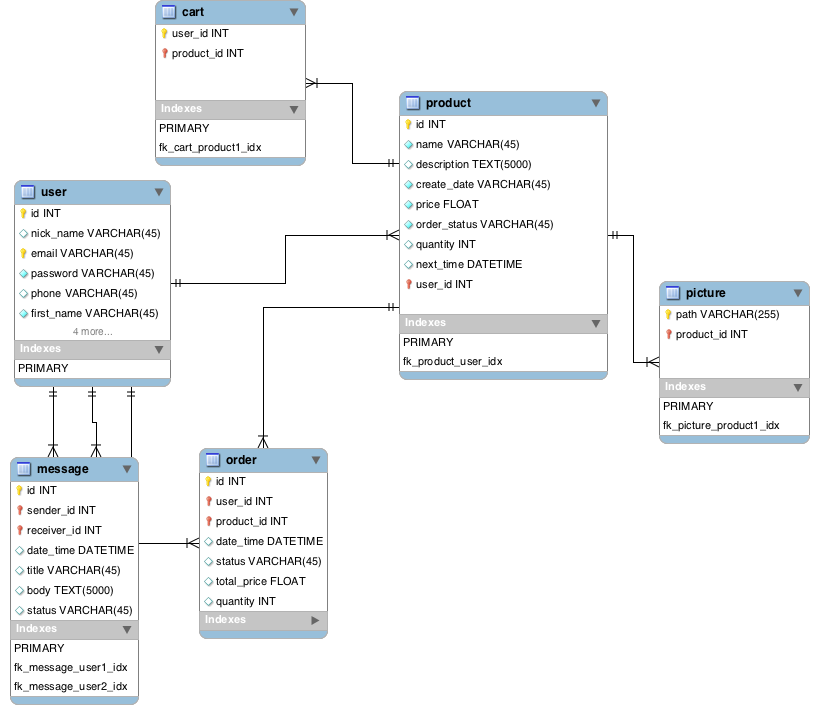 cart
user_id INT
product_id INT
Indexes
PRIMARY
fk_cart_product1_idx
product
id INT
name VARCHAR(45)
description TEXT(5000)
create_date VARCHAR(45)
price FLOAT
order_status VARCHAR(45)
quantity INT
next_time DATETIME
user_id INT
Indexes
PRIMARY
fk_product_user_idx
user
id INT
nick_name VARCHAR(45)
email VARCHAR(45)
password VARCHAR(45)
phone VARCHAR(45)
first_name VARCHAR(45)
4 more...
Indexes
PRIMARY
picture
path VARCHAR(255)
product_id INT
Indexes
PRIMARY
fk_picture_product1_idx
message
id INT
sender_id INT
receiver_id INT
date_time DATETIME
title VARCHAR(45)
body TEXT(5000)
status VARCHAR(45)
Indexes
PRIMARY
fk_message_user1_idx
fk_message_user2_idx
order
id INT
user_id INT
product_id INT
date_time DATETIME
status VARCHAR(45)
total_price FLOAT
quantity INT
Indexes